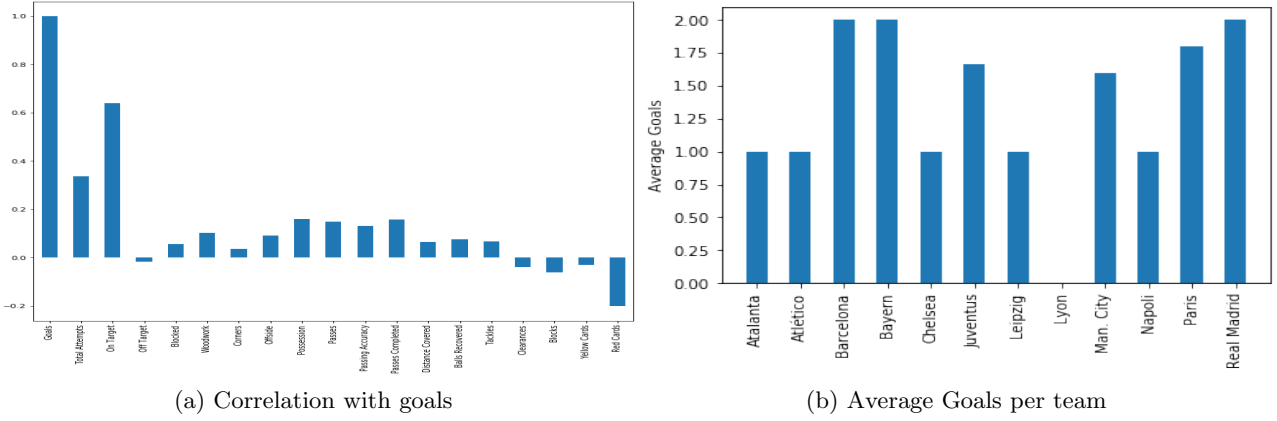 1.0
0.8
0.6
0.4
0.2
0.0
−0.2
Goals
Total Attempts
On Target
Off Target
Blocked
Woodwork
Corners
Offside
Possession
Passes
Passing Accuracy
Passes Completed
Distance Covered
Balls Recovered
Tackles
Clearances
Blocks
Yellow Cards
Red Cards
(a) Correlation with goals
Average Goals
2.00
1.75
1.50
1.25
1.00
0.75
0.50
0.25
0.00
Atalanta
Atlético
Barcelona
Bayern
Chelsea
Juventus
Leipzig
Lyon
Man. City
Napoli
Paris
Real Madrid
(b) Average Goals per team